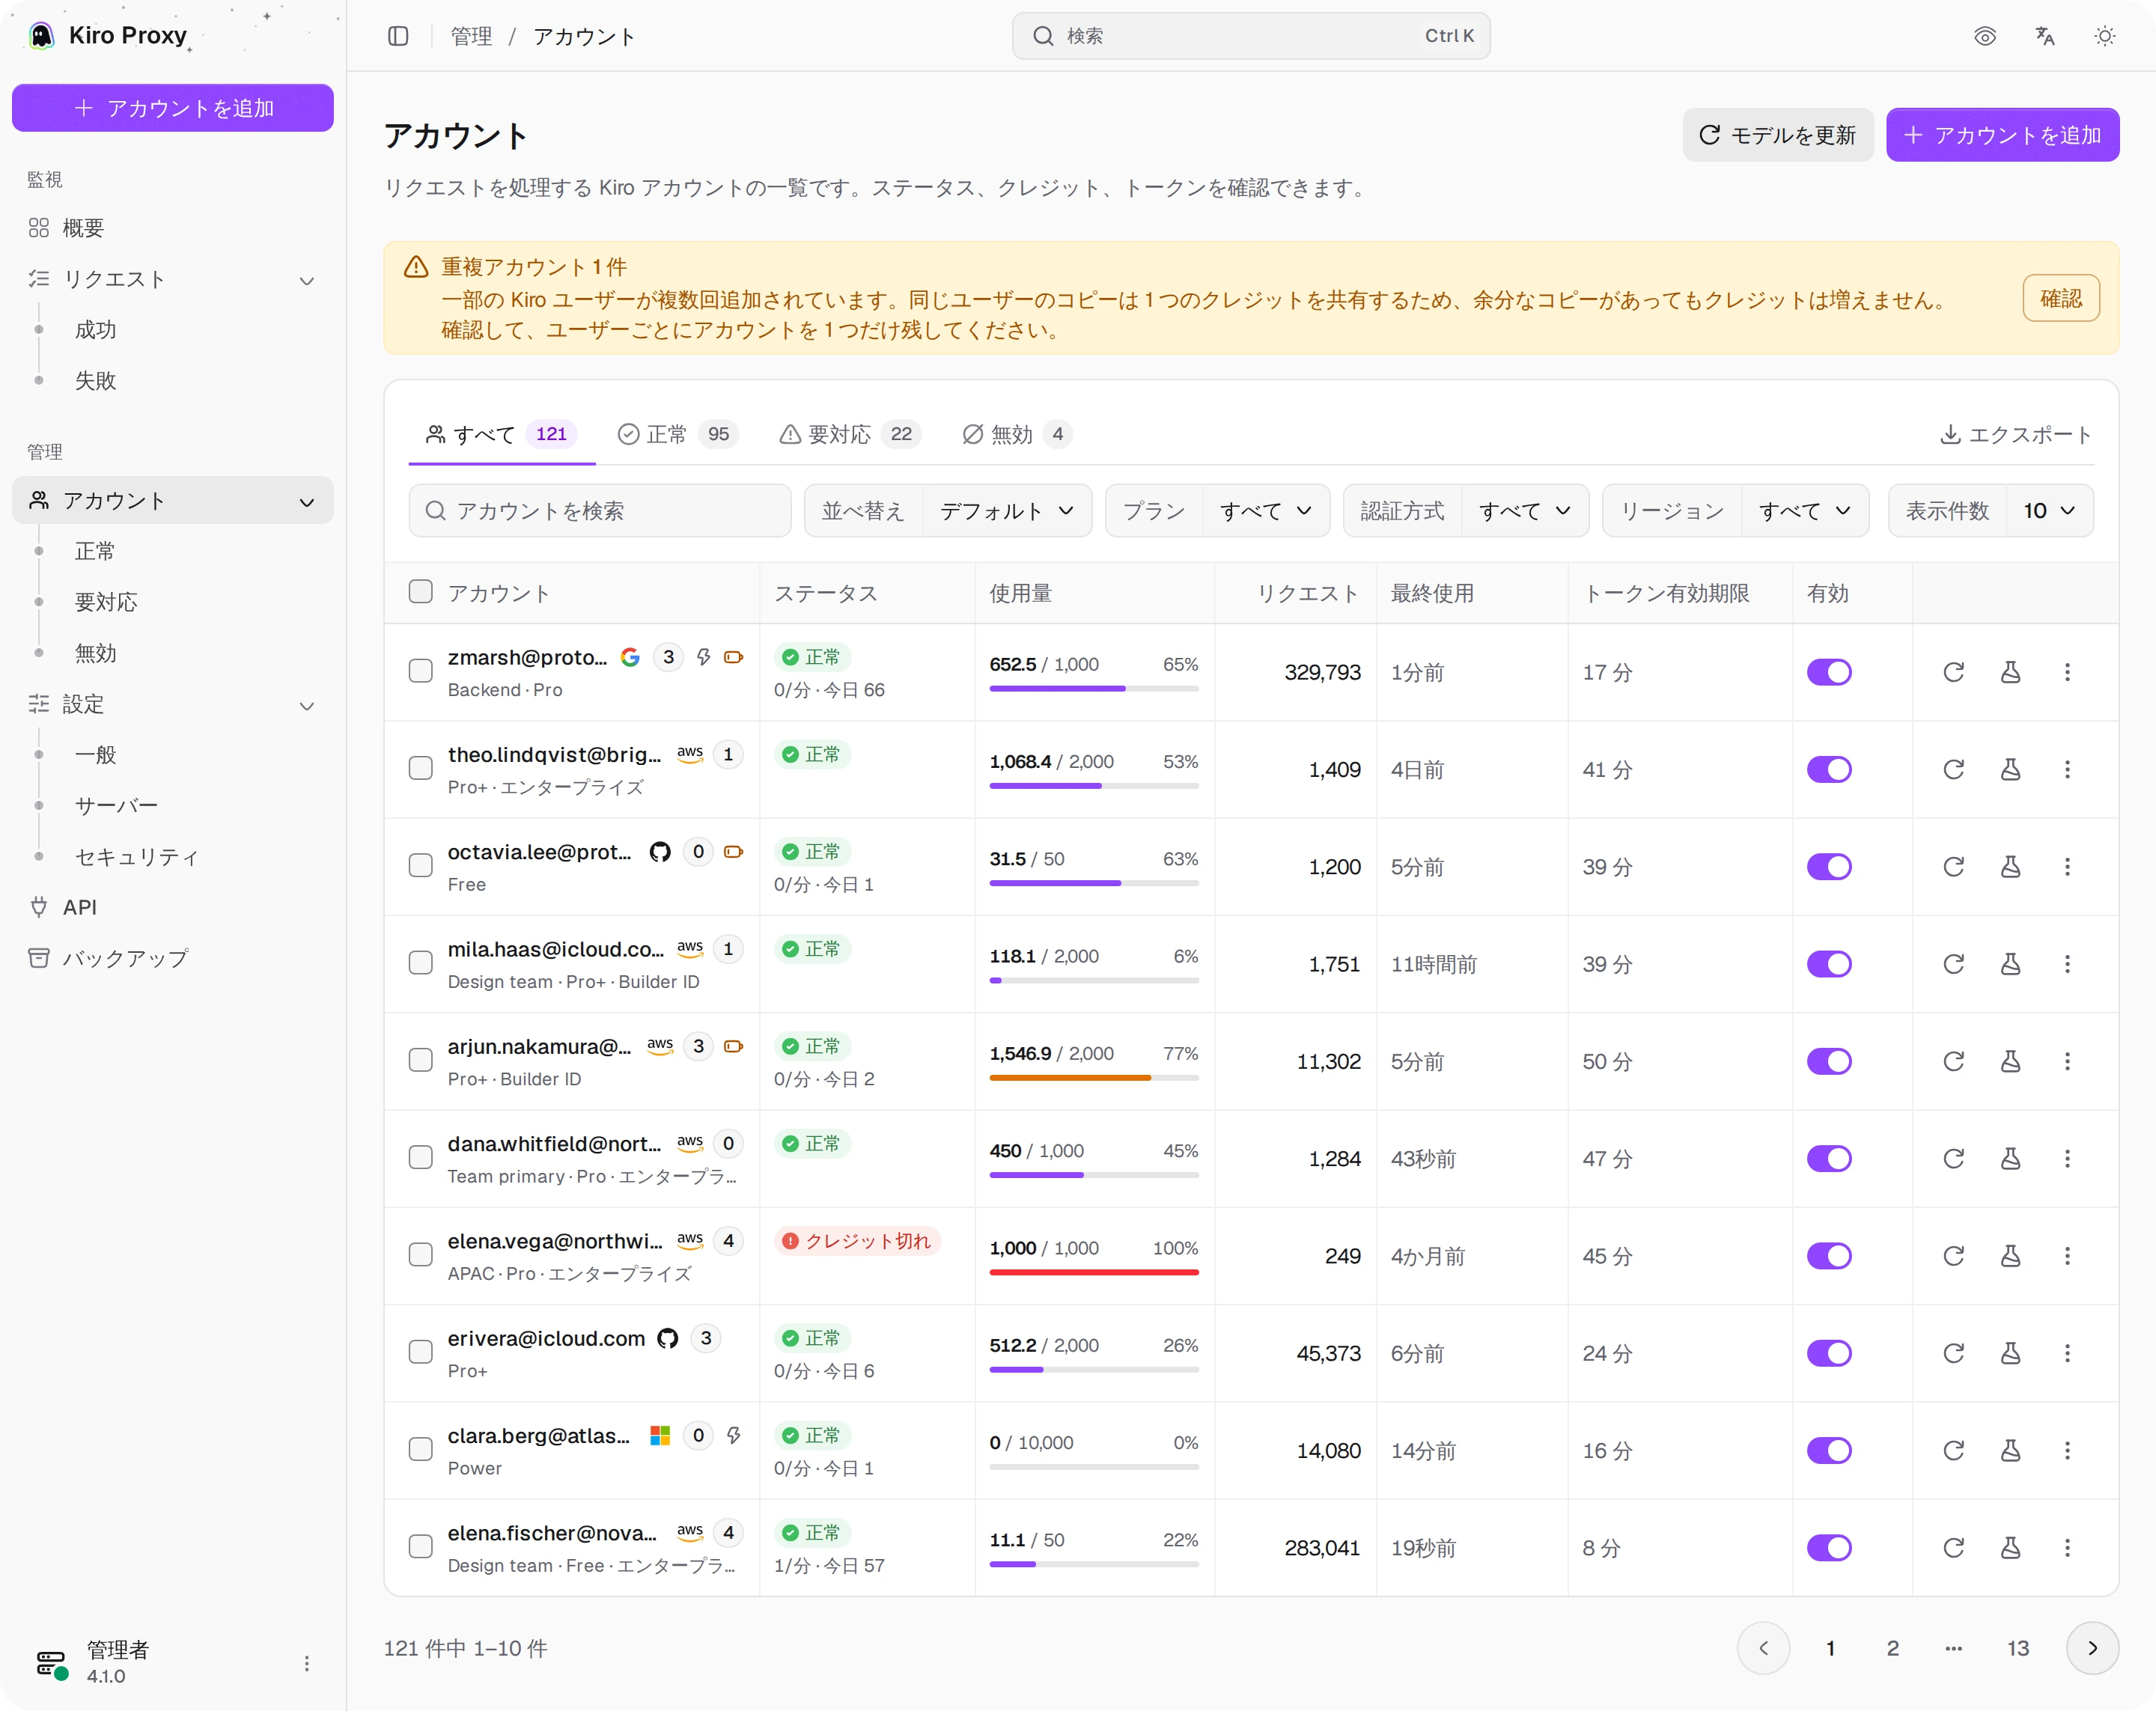 Kiro Proxy
管理 / アカウント
検索
Ctrl K
アカウントを追加
監視
概要
リクエスト
成功
失敗
管理
アカウント
正常
要対応
無効
設定
一般
サーバー
セキュリティ
API
バックアップ
管理者
4.1.0
アカウント
モデルを更新
アカウントを追加
リクエストを処理する Kiro アカウントの一覧です。ステータス、クレジット、トークンを確認できます。
重複アカウント 1 件
一部の Kiro ユーザーが複数回追加されています。同じユーザーのコピーは 1 つのクレジットを共有するため、余分なコピーがあってもクレジットは増えません。
確認して、ユーザーごとにアカウントを 1 つだけ残してください。
確認
すべて 121
正常 95
要対応 22
無効 4
エクスポート
アカウントを検索
並べ替え デフォルト
プラン すべて
認証方式 すべて
リージョン すべて
表示件数 10
アカウント ステータス 使用量 リクエスト 最終使用 トークン有効期限 有効
zmarsh@proto... 3 正常 652.5 / 1,000 65% 329,793 1分前 17 分
Backend · Pro 0/分 · 今日 66
theo.lindqvist@brig... aws 1 正常 1,068.4 / 2,000 53% 1,409 4日前 41 分
Pro+ · エンタープライズ
octavia.lee@prot... 0 正常 31.5 / 50 63% 1,200 5分前 39 分
Free 0/分 · 今日 1
mila.haas@icloud.co... aws 1 正常 118.1 / 2,000 6% 1,751 11時間前 39 分
Design team · Pro+ · Builder ID
arjun.nakamura@... aws 3 正常 1,546.9 / 2,000 77% 11,302 5分前 50 分
Pro+ · Builder ID 0/分 · 今日 2
dana.whitfield@nort... aws 0 正常 450 / 1,000 45% 1,284 43秒前 47 分
Team primary · Pro · エンタープラ...
elena.vega@northwi... aws 4 クレジット切れ 1,000 / 1,000 100% 249 4か月前 45 分
APAC · Pro · エンタープライズ
erivera@icloud.com 3 正常 512.2 / 2,000 26% 45,373 6分前 24 分
Pro+ 0/分 · 今日 6
clara.berg@atlas... 0 正常 0 / 10,000 0% 14,080 14分前 16 分
Power 0/分 · 今日 1
elena.fischer@nova... aws 4 正常 11.1 / 50 22% 283,041 19秒前 8 分
Design team · Free · エンタープラ... 1/分 · 今日 57
121 件中 1–10 件
1 2 ... 13